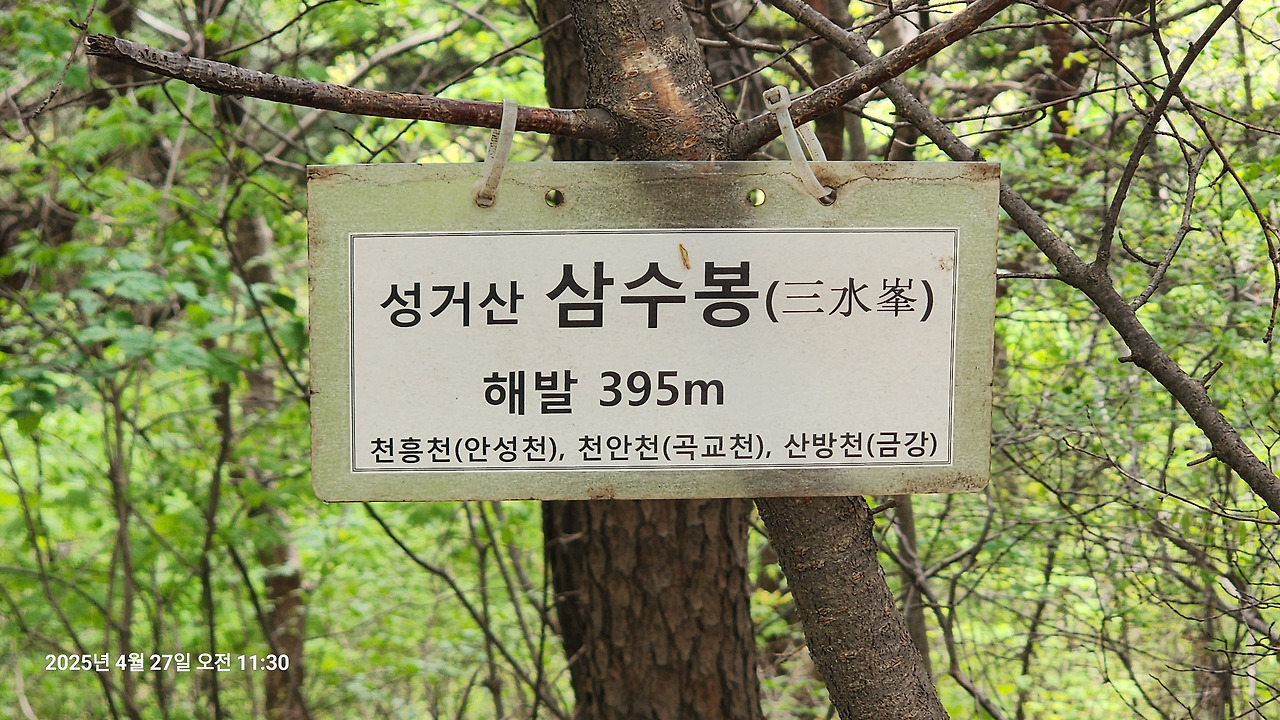 성거산 삼수봉(三水峯)
해발 395m
천흥천(안성천), 천안천(곡교천), 산방천(금강)
2025년 4월 27일 오전 11:30